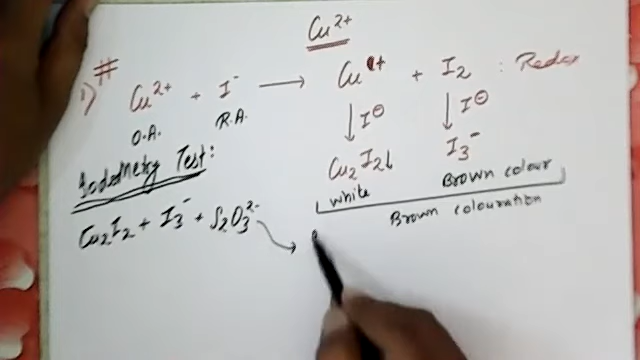 Cu²⁺
#
1) Cu²⁺ + I⁻ ⟶ Cu⁺ + I₂ : Redox
O.A. R.A.
↓I⊖ ↓I⊖
Iodometry Test:
Cu₂I₂↓ I₃⁻
white Brown colour
Cu₂I₂ + I₃⁻ + S₂O₃²⁻ →
Brown colouration